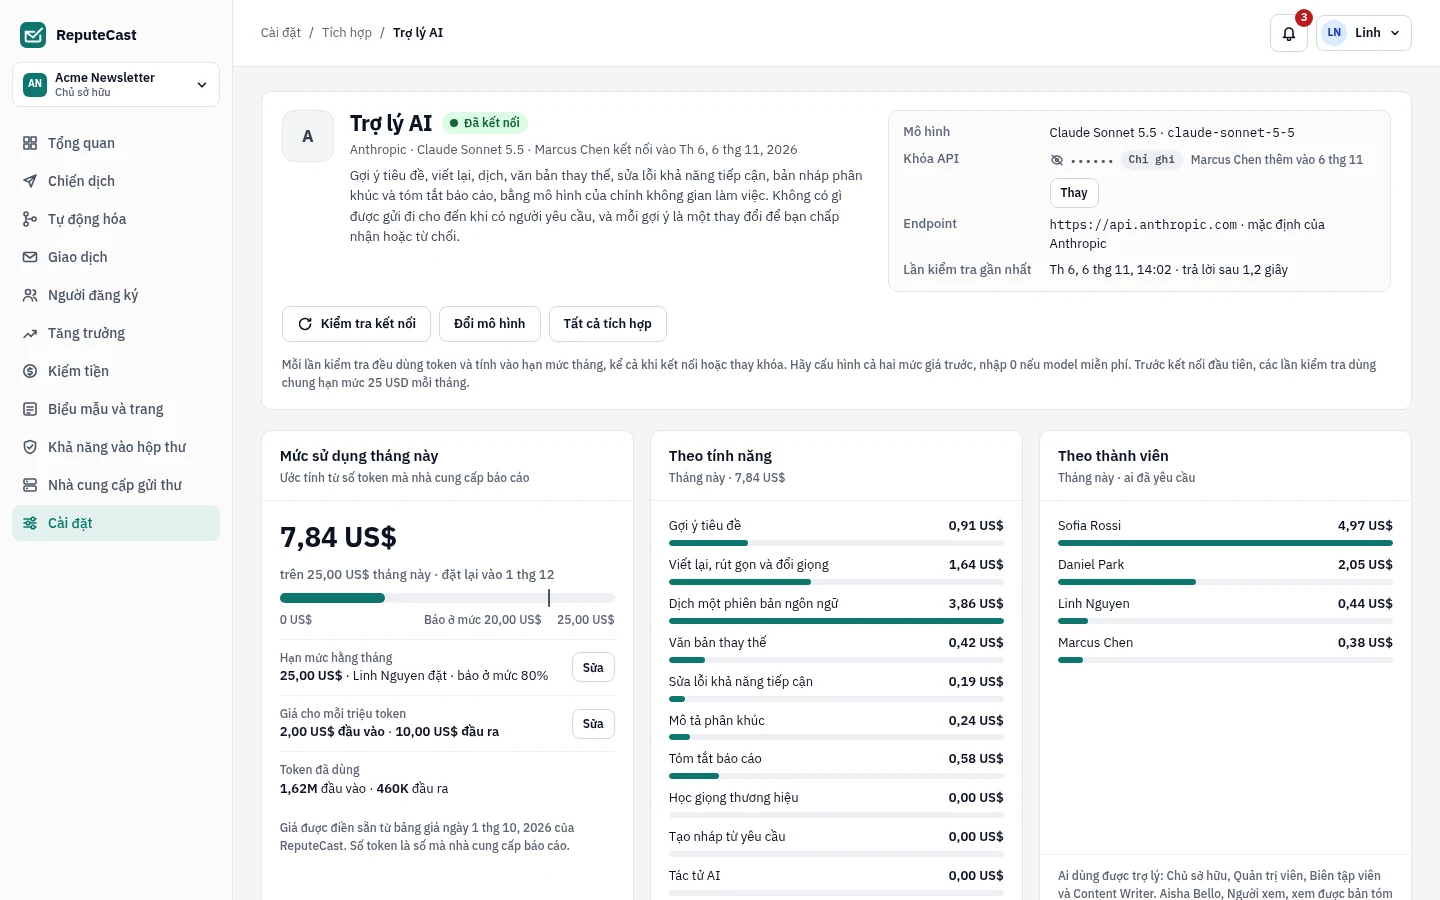 ReputeCast
AN
Acme Newsletter
Chủ sở hữu
Tổng quan
Chiến dịch
Tự động hóa
Giao dịch
Người đăng ký
Tăng trưởng
Kiếm tiền
Biểu mẫu và trang
Khả năng vào hộp thư
Nhà cung cấp gửi thư
Cài đặt
Cài đặt / Tích hợp / Trợ lý AI
3
LN Linh
A
Trợ lý AI
Đã kết nối
Anthropic · Claude Sonnet 5.5 · Marcus Chen kết nối vào Th 6, 6 thg 11, 2026
Gợi ý tiêu đề, viết lại, dịch, văn bản thay thế, sửa lỗi khả năng tiếp cận, bản nháp phân
khúc và tóm tắt báo cáo, bằng mô hình của chính không gian làm việc. Không có gì
được gửi đi cho đến khi có người yêu cầu, và mỗi gợi ý là một thay đổi để bạn chấp
nhận hoặc từ chối.
Mô hình
Claude Sonnet 5.5 · claude-sonnet-5-5
Khóa API
•••••• Chỉ ghi Marcus Chen thêm vào 6 thg 11
Thay
Endpoint
https://api.anthropic.com · mặc định của
Anthropic
Lần kiểm tra gần nhất
Th 6, 6 thg 11, 14:02 · trả lời sau 1,2 giây
Kiểm tra kết nối
Đổi mô hình
Tất cả tích hợp
Mỗi lần kiểm tra đều dùng token và tính vào hạn mức tháng, kể cả khi kết nối hoặc thay khóa. Hãy cấu hình cả hai mức giá trước, nhập 0 nếu model miễn phí. Trước kết nối đầu tiên, các lần kiểm tra dùng
chung hạn mức 25 USD mỗi tháng.
Mức sử dụng tháng này
Ước tính từ số token mà nhà cung cấp báo cáo
7,84 US$
trên 25,00 US$ tháng này · đặt lại vào 1 thg 12
0 US$
Báo ở mức 20,00 US$
25,00 US$
Hạn mức hằng tháng
25,00 US$ · Linh Nguyen đặt · báo ở mức 80%
Sửa
Giá cho mỗi triệu token
2,00 US$ đầu vào · 10,00 US$ đầu ra
Sửa
Token đã dùng
1,62M đầu vào · 460K đầu ra
Giá được điền sẵn từ bảng giá ngày 1 thg 10, 2026 của
ReputeCast. Số token là số mà nhà cung cấp báo cáo.
Theo tính năng
Tháng này · 7,84 US$
Gợi ý tiêu đề 0,91 US$
Viết lại, rút gọn và đổi giọng 1,64 US$
Dịch một phiên bản ngôn ngữ 3,86 US$
Văn bản thay thế 0,42 US$
Sửa lỗi khả năng tiếp cận 0,19 US$
Mô tả phân khúc 0,24 US$
Tóm tắt báo cáo 0,58 US$
Học giọng thương hiệu 0,00 US$
Tạo nháp từ yêu cầu 0,00 US$
Tác tử AI 0,00 US$
Theo thành viên
Tháng này · ai đã yêu cầu
Sofia Rossi 4,97 US$
Daniel Park 2,05 US$
Linh Nguyen 0,44 US$
Marcus Chen 0,38 US$
Ai dùng được trợ lý: Chủ sở hữu, Quản trị viên, Biên tập viên
và Content Writer. Aisha Bello, Người xem, xem được bản tóm